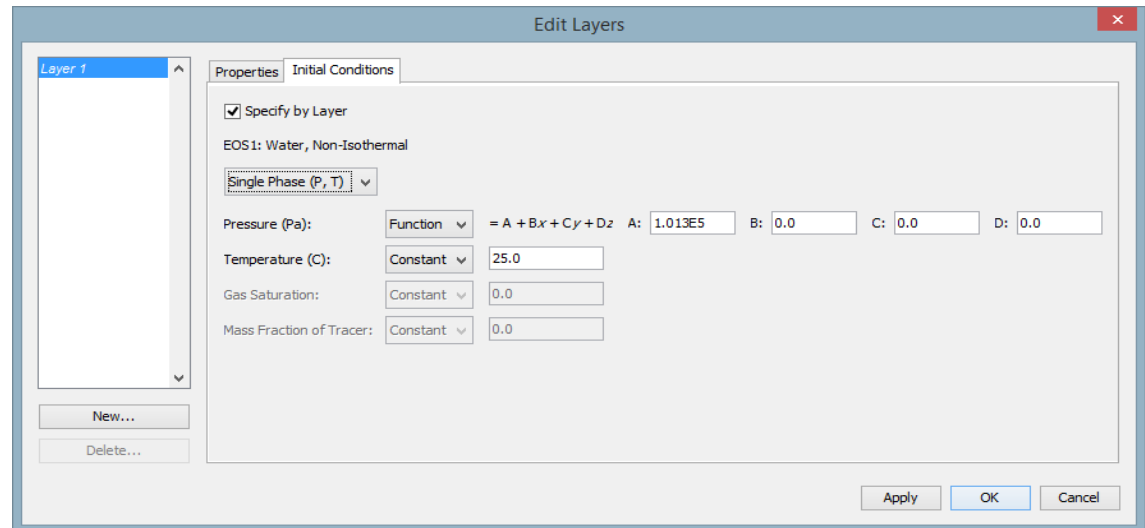 Edit Layers
Layer 1
Properties Initial Conditions
Specify by Layer
EOS1: Water, Non-Isothermal
Single Phase (P, T)
Pressure (Pa): Function = A + Bx + Cy + Dz A: 1.013E5 B: 0.0 C: 0.0 D: 0.0
Temperature (C): Constant 25.0
Gas Saturation: Constant 0.0
Mass Fraction of Tracer: Constant 0.0
New...
Delete...
Apply OK Cancel